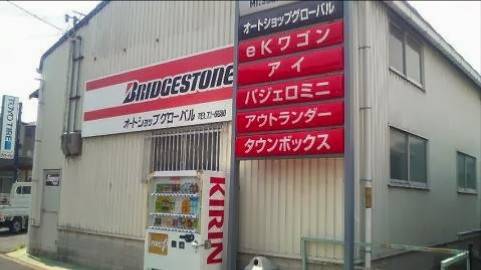 オートショップグローバル
eKワゴン
アイ
パジェロミニ
アウトランダー
タウンボックス
BRIDGESTONE
オートショップグローバル
KIRIN
TOYO TIRE